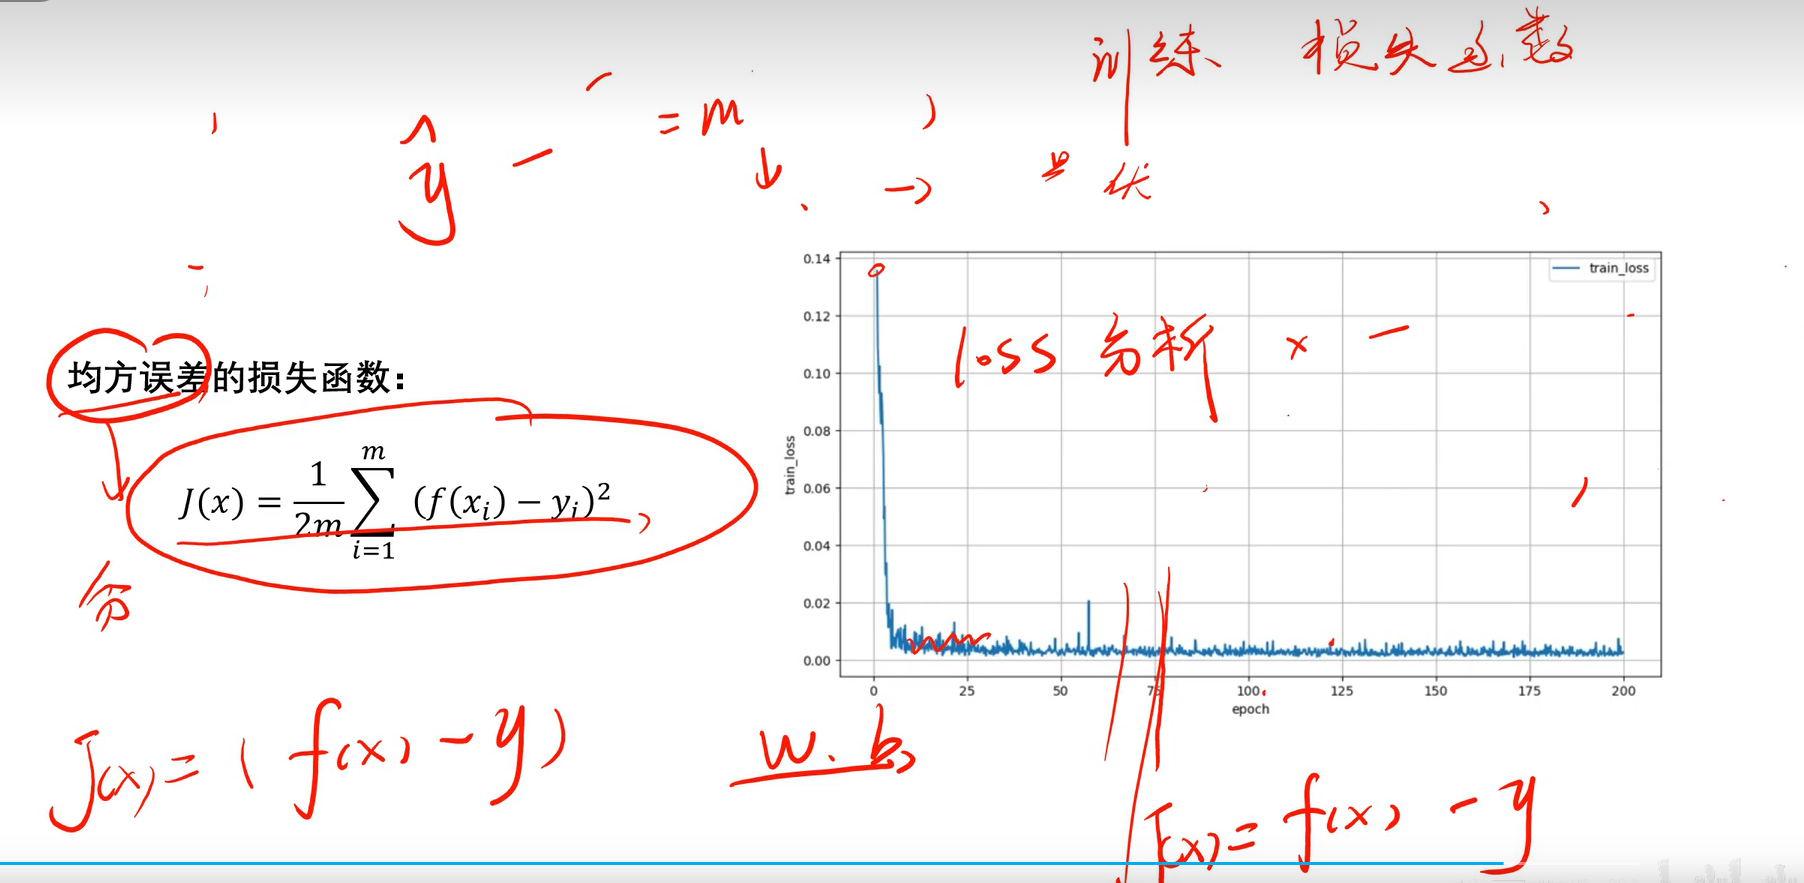 训练 损失函数
ŷ − = m
优
均方误差的损失函数：
J(x) = \frac{1}{2m} \sum_{i=1}^{m} (f(x_i) − y_i)^2
0.14
0.12
0.10
0.08
0.06
0.04
0.02
0.00
train_loss
train_loss
loss 分析 x −
0 25 50 75 100 125 150 175 200
epoch
J(x) = ( f(x) − y )
w. b
J(x) = f(x) − y